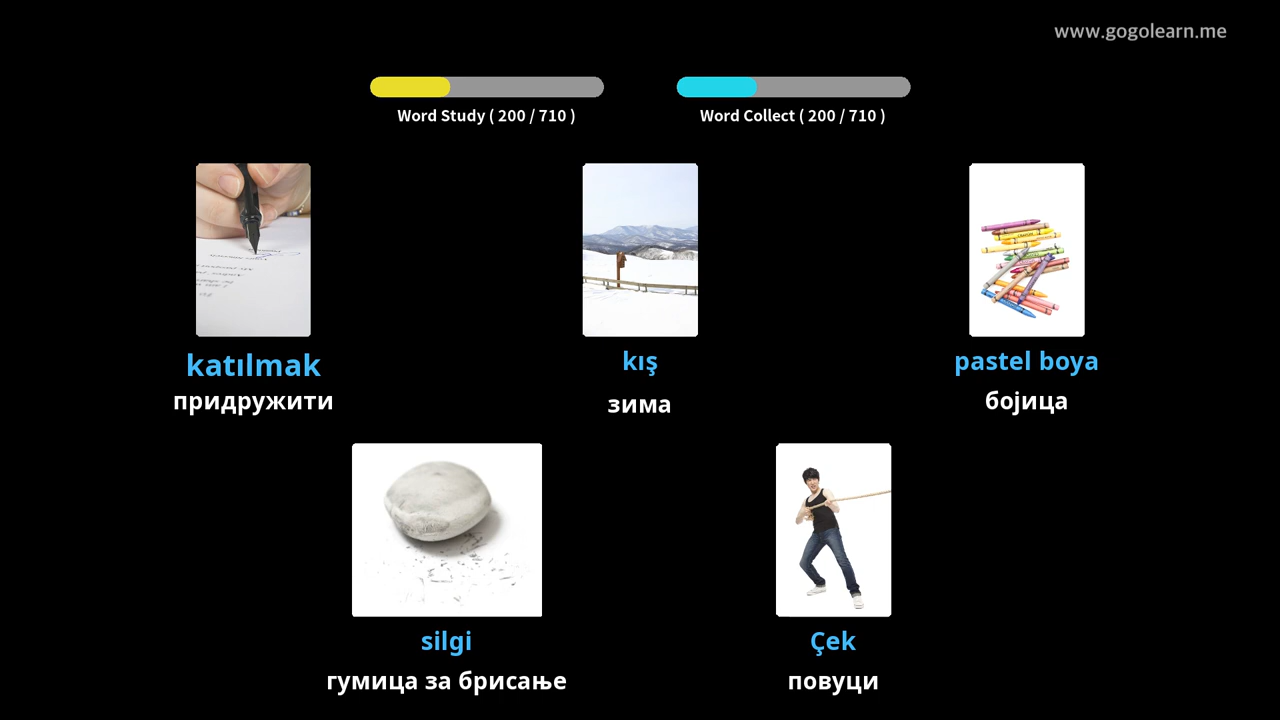 www.gogolearn.me
Word Study ( 200 / 710 )
Word Collect ( 200 / 710 )
katılmak
придружити
kış
зима
pastel boya
бојица
silgi
гумица за брисање
Çek
повуци